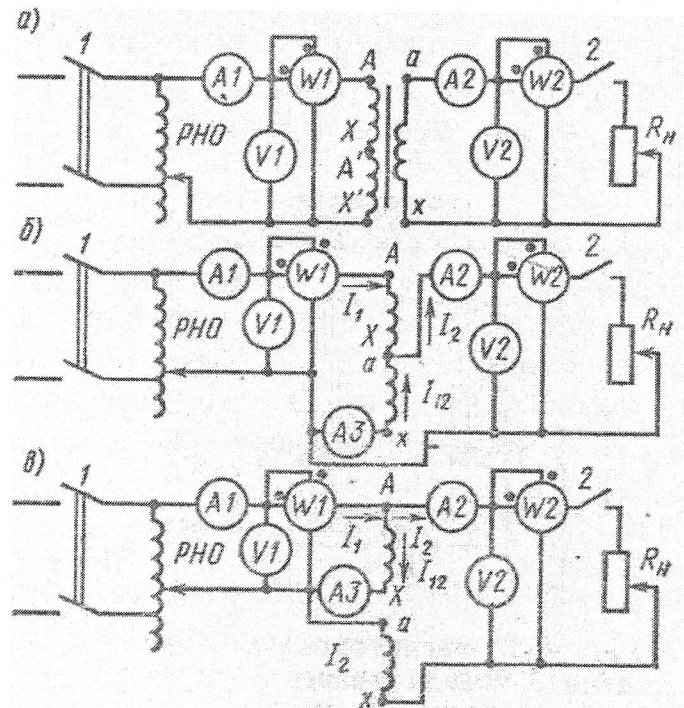 а)
1
РНО
А1
W1
V1
А
X
А'
X'
а
x
А2
W2
V2
2
Rн
б)
1
РНО
А1
W1
V1
I1
А
X
а
x
I12
А3
I2
А2
W2
V2
2
Rн
в)
1
РНО
А1
W1
V1
I1
А
I2
I12
А3
X
а
I2
x
А2
W2
V2
2
Rн